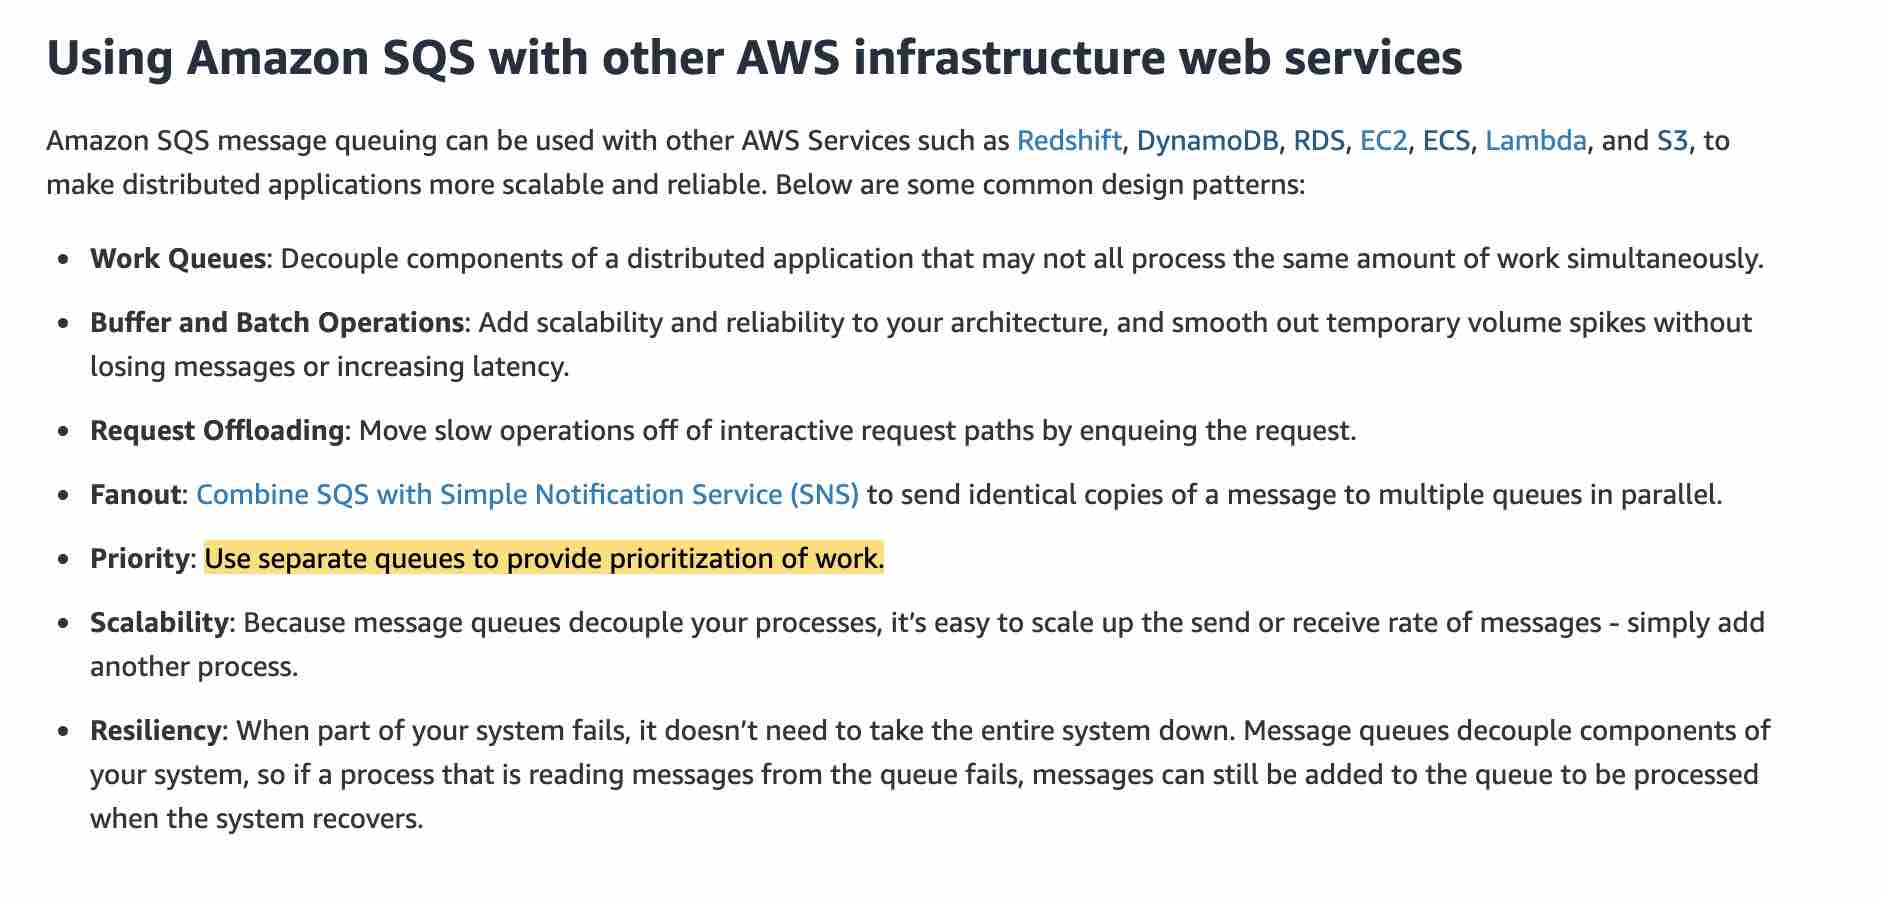 Using Amazon SQS with other AWS infrastructure web services
Amazon SQS message queuing can be used with other AWS Services such as Redshift, DynamoDB, RDS, EC2, ECS, Lambda, and S3, to
make distributed applications more scalable and reliable. Below are some common design patterns:
• Work Queues: Decouple components of a distributed application that may not all process the same amount of work simultaneously.
• Buffer and Batch Operations: Add scalability and reliability to your architecture, and smooth out temporary volume spikes without
losing messages or increasing latency.
• Request Offloading: Move slow operations off of interactive request paths by enqueing the request.
• Fanout: Combine SQS with Simple Notification Service (SNS) to send identical copies of a message to multiple queues in parallel.
• Priority: Use separate queues to provide prioritization of work.
• Scalability: Because message queues decouple your processes, it’s easy to scale up the send or receive rate of messages - simply add
another process.
• Resiliency: When part of your system fails, it doesn’t need to take the entire system down. Message queues decouple components of
your system, so if a process that is reading messages from the queue fails, messages can still be added to the queue to be processed
when the system recovers.